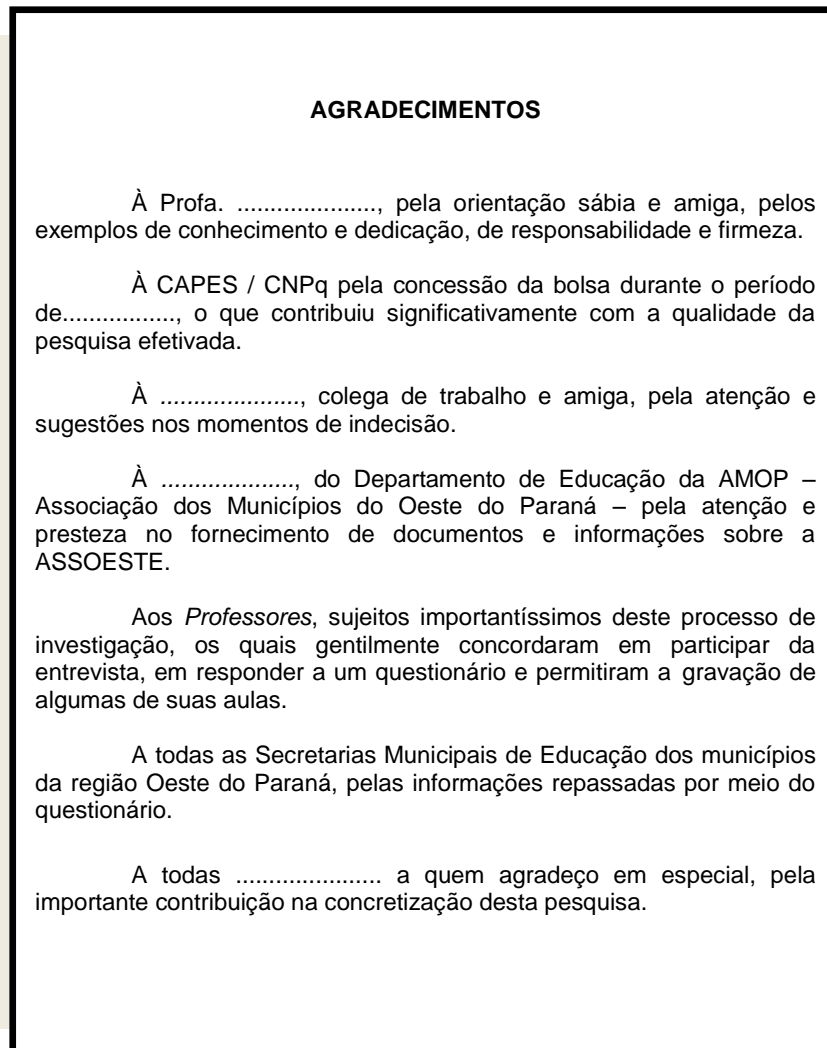 AGRADECIMENTOS
À Profa. ....................., pela orientação sábia e amiga, pelos
exemplos de conhecimento e dedicação, de responsabilidade e firmeza.
À CAPES / CNPq pela concessão da bolsa durante o período
de................., o que contribuiu significativamente com a qualidade da
pesquisa efetivada.
À ....................., colega de trabalho e amiga, pela atenção e
sugestões nos momentos de indecisão.
À ...................., do Departamento de Educação da AMOP –
Associação dos Municípios do Oeste do Paraná – pela atenção e
presteza no fornecimento de documentos e informações sobre a
ASSOESTE.
Aos Professores, sujeitos importantíssimos deste processo de
investigação, os quais gentilmente concordaram em participar da
entrevista, em responder a um questionário e permitiram a gravação de
algumas de suas aulas.
A todas as Secretarias Municipais de Educação dos municípios
da região Oeste do Paraná, pelas informações repassadas por meio do
questionário.
A todas ...................... a quem agradeço em especial, pela
importante contribuição na concretização desta pesquisa.